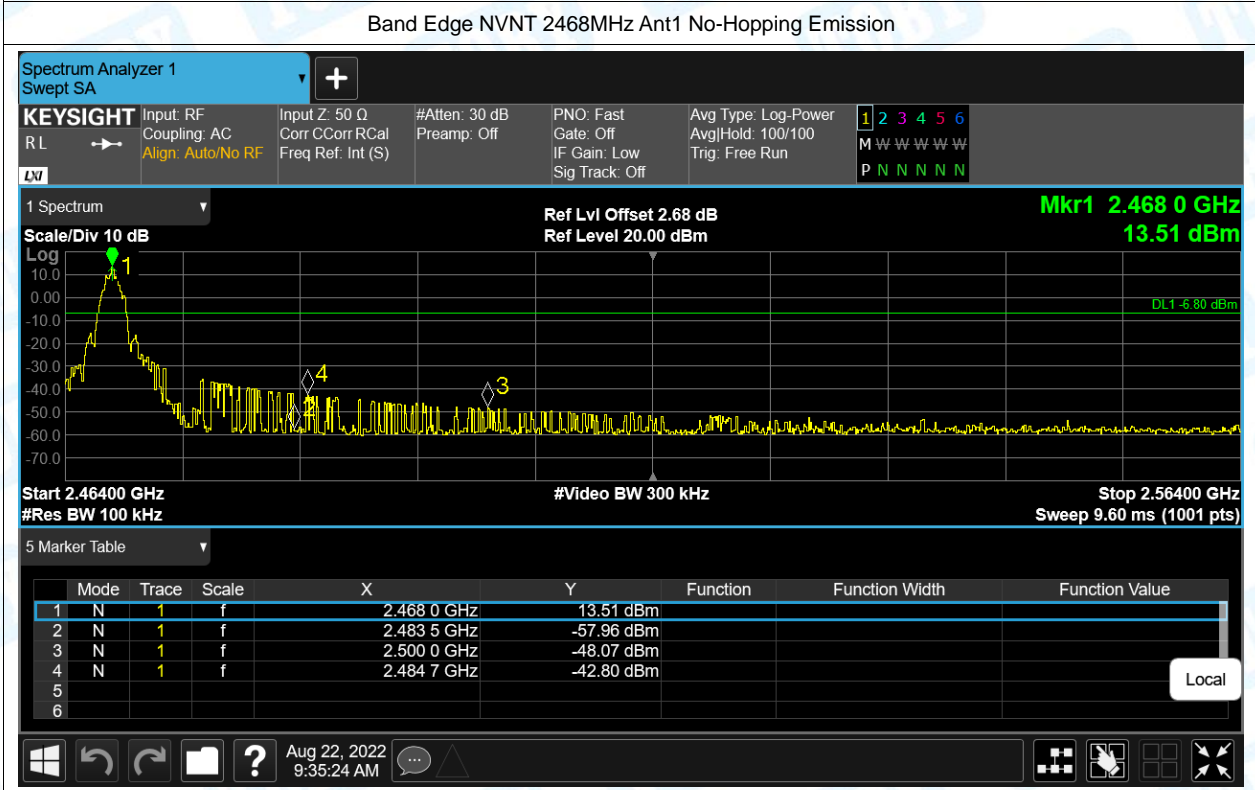 Band Edge NVNT 2468MHz Ant1 No-Hopping Emission
Spectrum Analyzer 1
Swept SA
+
KEYSIGHT
R L
LXI
Input: RF
Coupling: AC
Align: Auto/No RF
Input Z: 50 Ω
Corr CCorr RCal
Freq Ref: Int (S)
#Atten: 30 dB
Preamp: Off
PNO: Fast
Gate: Off
IF Gain: Low
Sig Track: Off
Avg Type: Log-Power
Avg|Hold: 100/100
Trig: Free Run
1 2 3 4 5 6
M W W W W W
P N N N N N
1 Spectrum
Scale/Div 10 dB
Ref Lvl Offset 2.68 dB
Ref Level 20.00 dBm
Mkr1 2.468 0 GHz
13.51 dBm
Log
10.0
0.00
-10.0
-20.0
-30.0
-40.0
-50.0
-60.0
-70.0
1
4
2
3
DL1 -6.80 dBm
Start 2.46400 GHz
#Video BW 300 kHz
Stop 2.56400 GHz
#Res BW 100 kHz
Sweep 9.60 ms (1001 pts)
5 Marker Table
Mode Trace Scale X Y Function Function Width Function Value
1 N 1 f 2.468 0 GHz 13.51 dBm
2 N 1 f 2.483 5 GHz -57.96 dBm
3 N 1 f 2.500 0 GHz -48.07 dBm
4 N 1 f 2.484 7 GHz -42.80 dBm
5
6
Local
?
Aug 22, 2022
9:35:24 AM